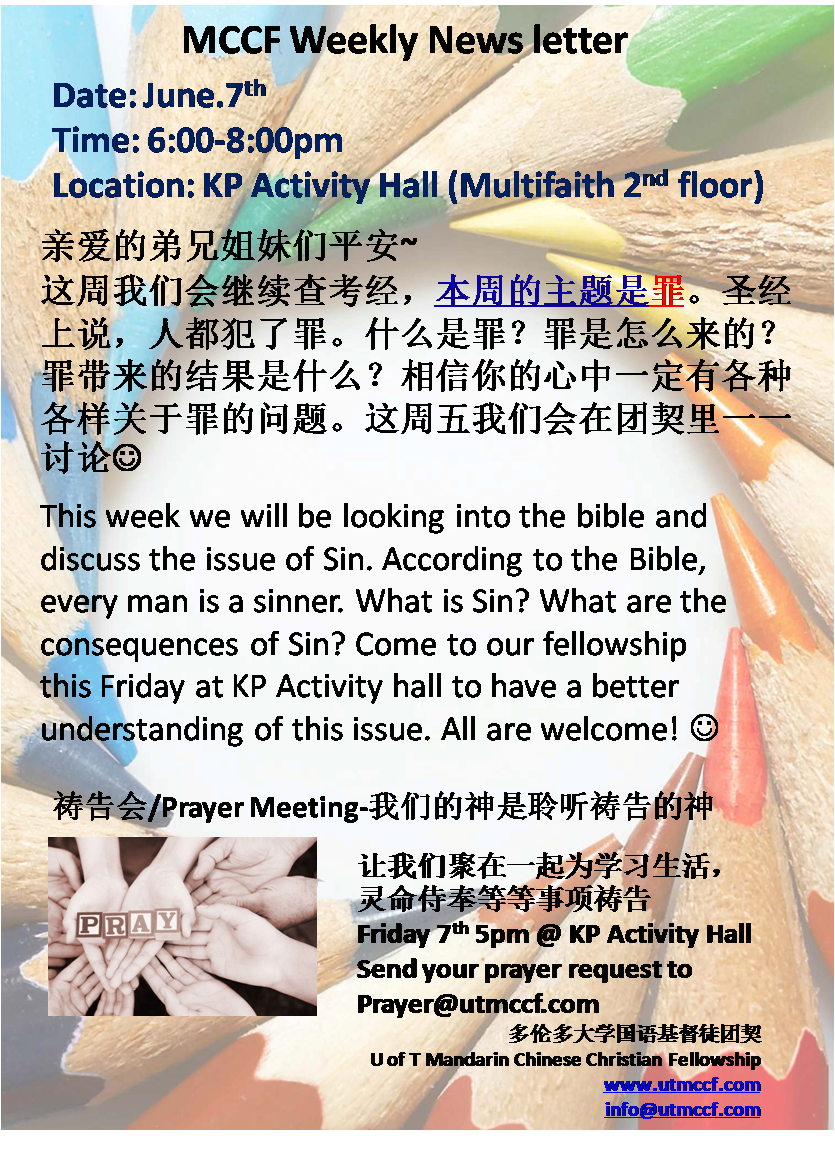 MCCF Weekly News letter
Date: June.7th
Time: 6:00-8:00pm
Location: KP Activity Hall (Multifaith 2nd floor)
亲爱的弟兄姐妹们平安~
这周我们会继续查考经，本周的主题是罪。圣经
上说，人都犯了罪。什么是罪？罪是怎么来的？
罪带来的结果是什么？相信你的心中一定有各种
各样关于罪的问题。这周五我们会在团契里一一
讨论☺
This week we will be looking into the bible and
discuss the issue of Sin. According to the Bible,
every man is a sinner. What is Sin? What are the
consequences of Sin? Come to our fellowship
this Friday at KP Activity hall to have a better
understanding of this issue. All are welcome! ☺
祷告会/Prayer Meeting-我们的神是聆听祷告的神
PRAY
让我们聚在一起为学习生活，
灵命侍奉等等事项祷告
Friday 7th 5pm @ KP Activity Hall
Send your prayer request to
Prayer@utmccf.com
多伦多大学国语基督徒团契
U of T Mandarin Chinese Christian Fellowship
www.utmccf.com
info@utmccf.com